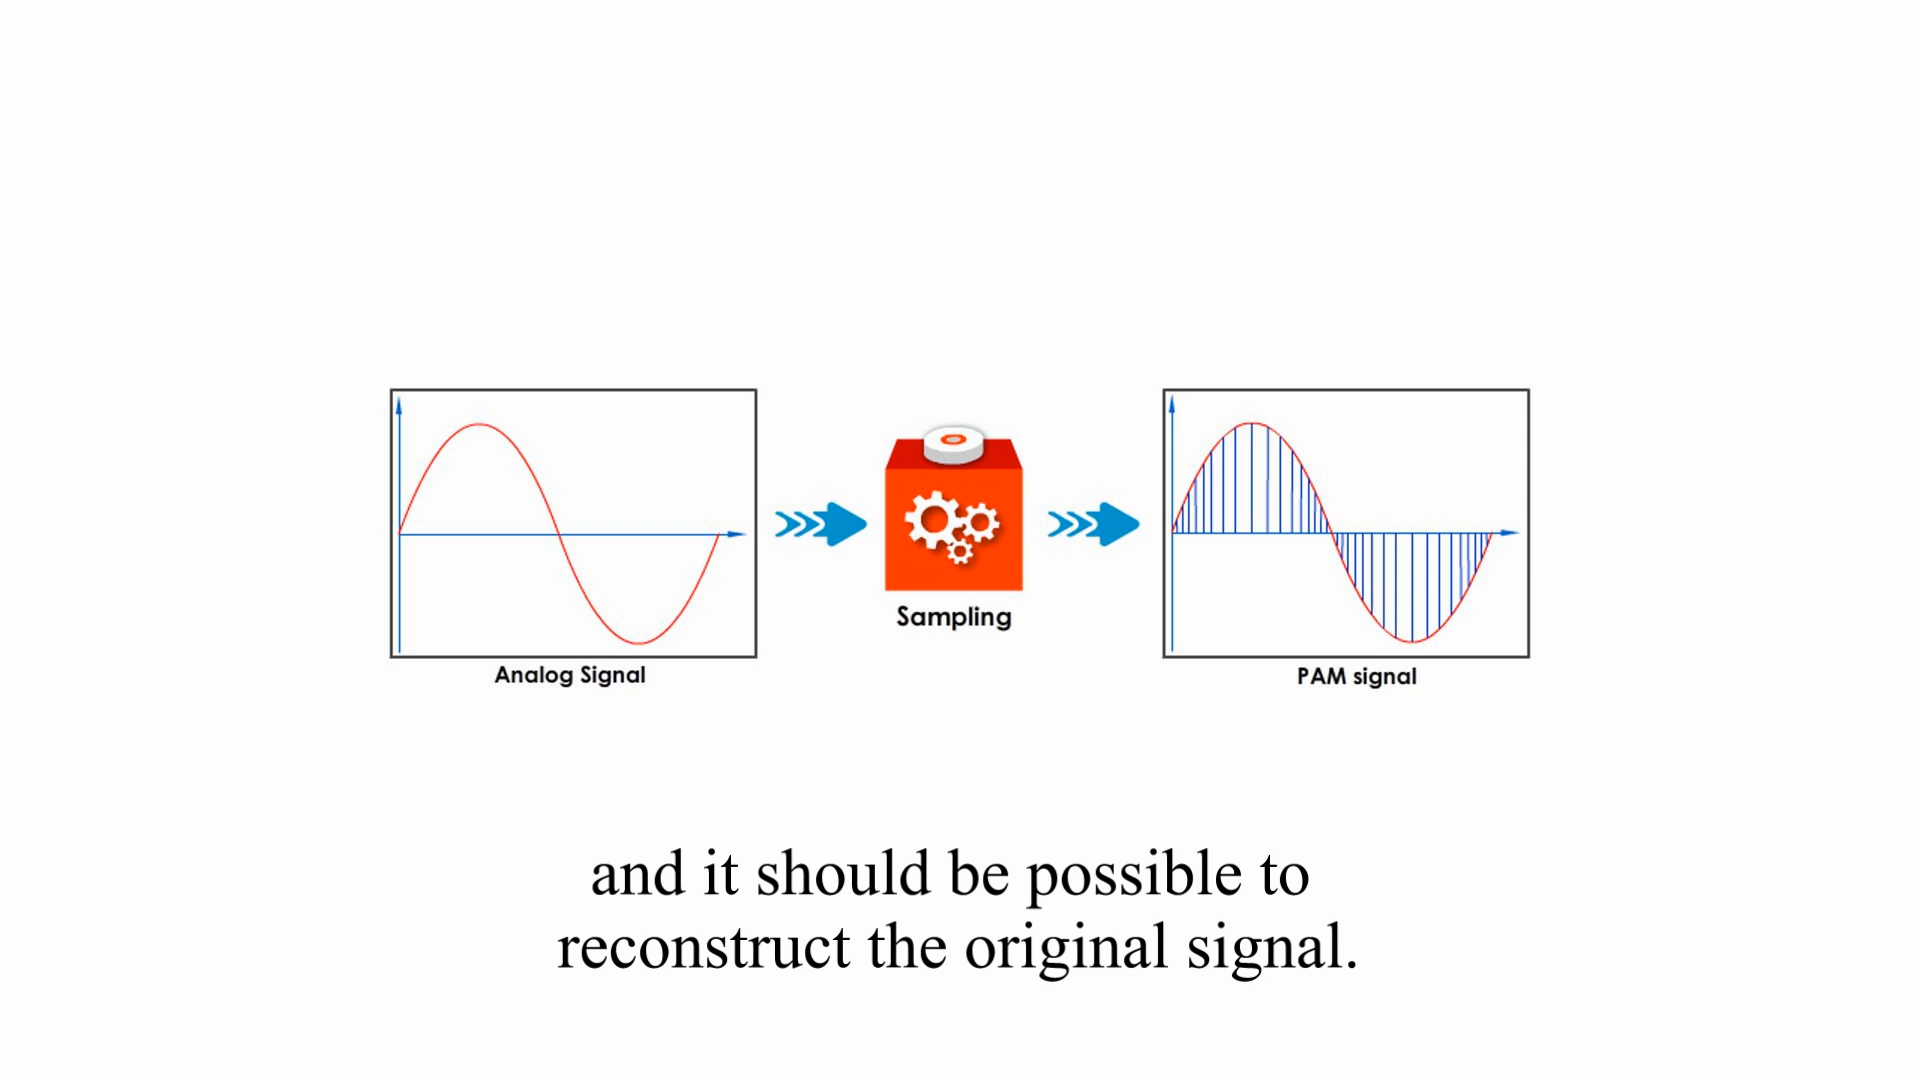 Sampling
Analog Signal
PAM signal
and it should be possible to
reconstruct the original signal.